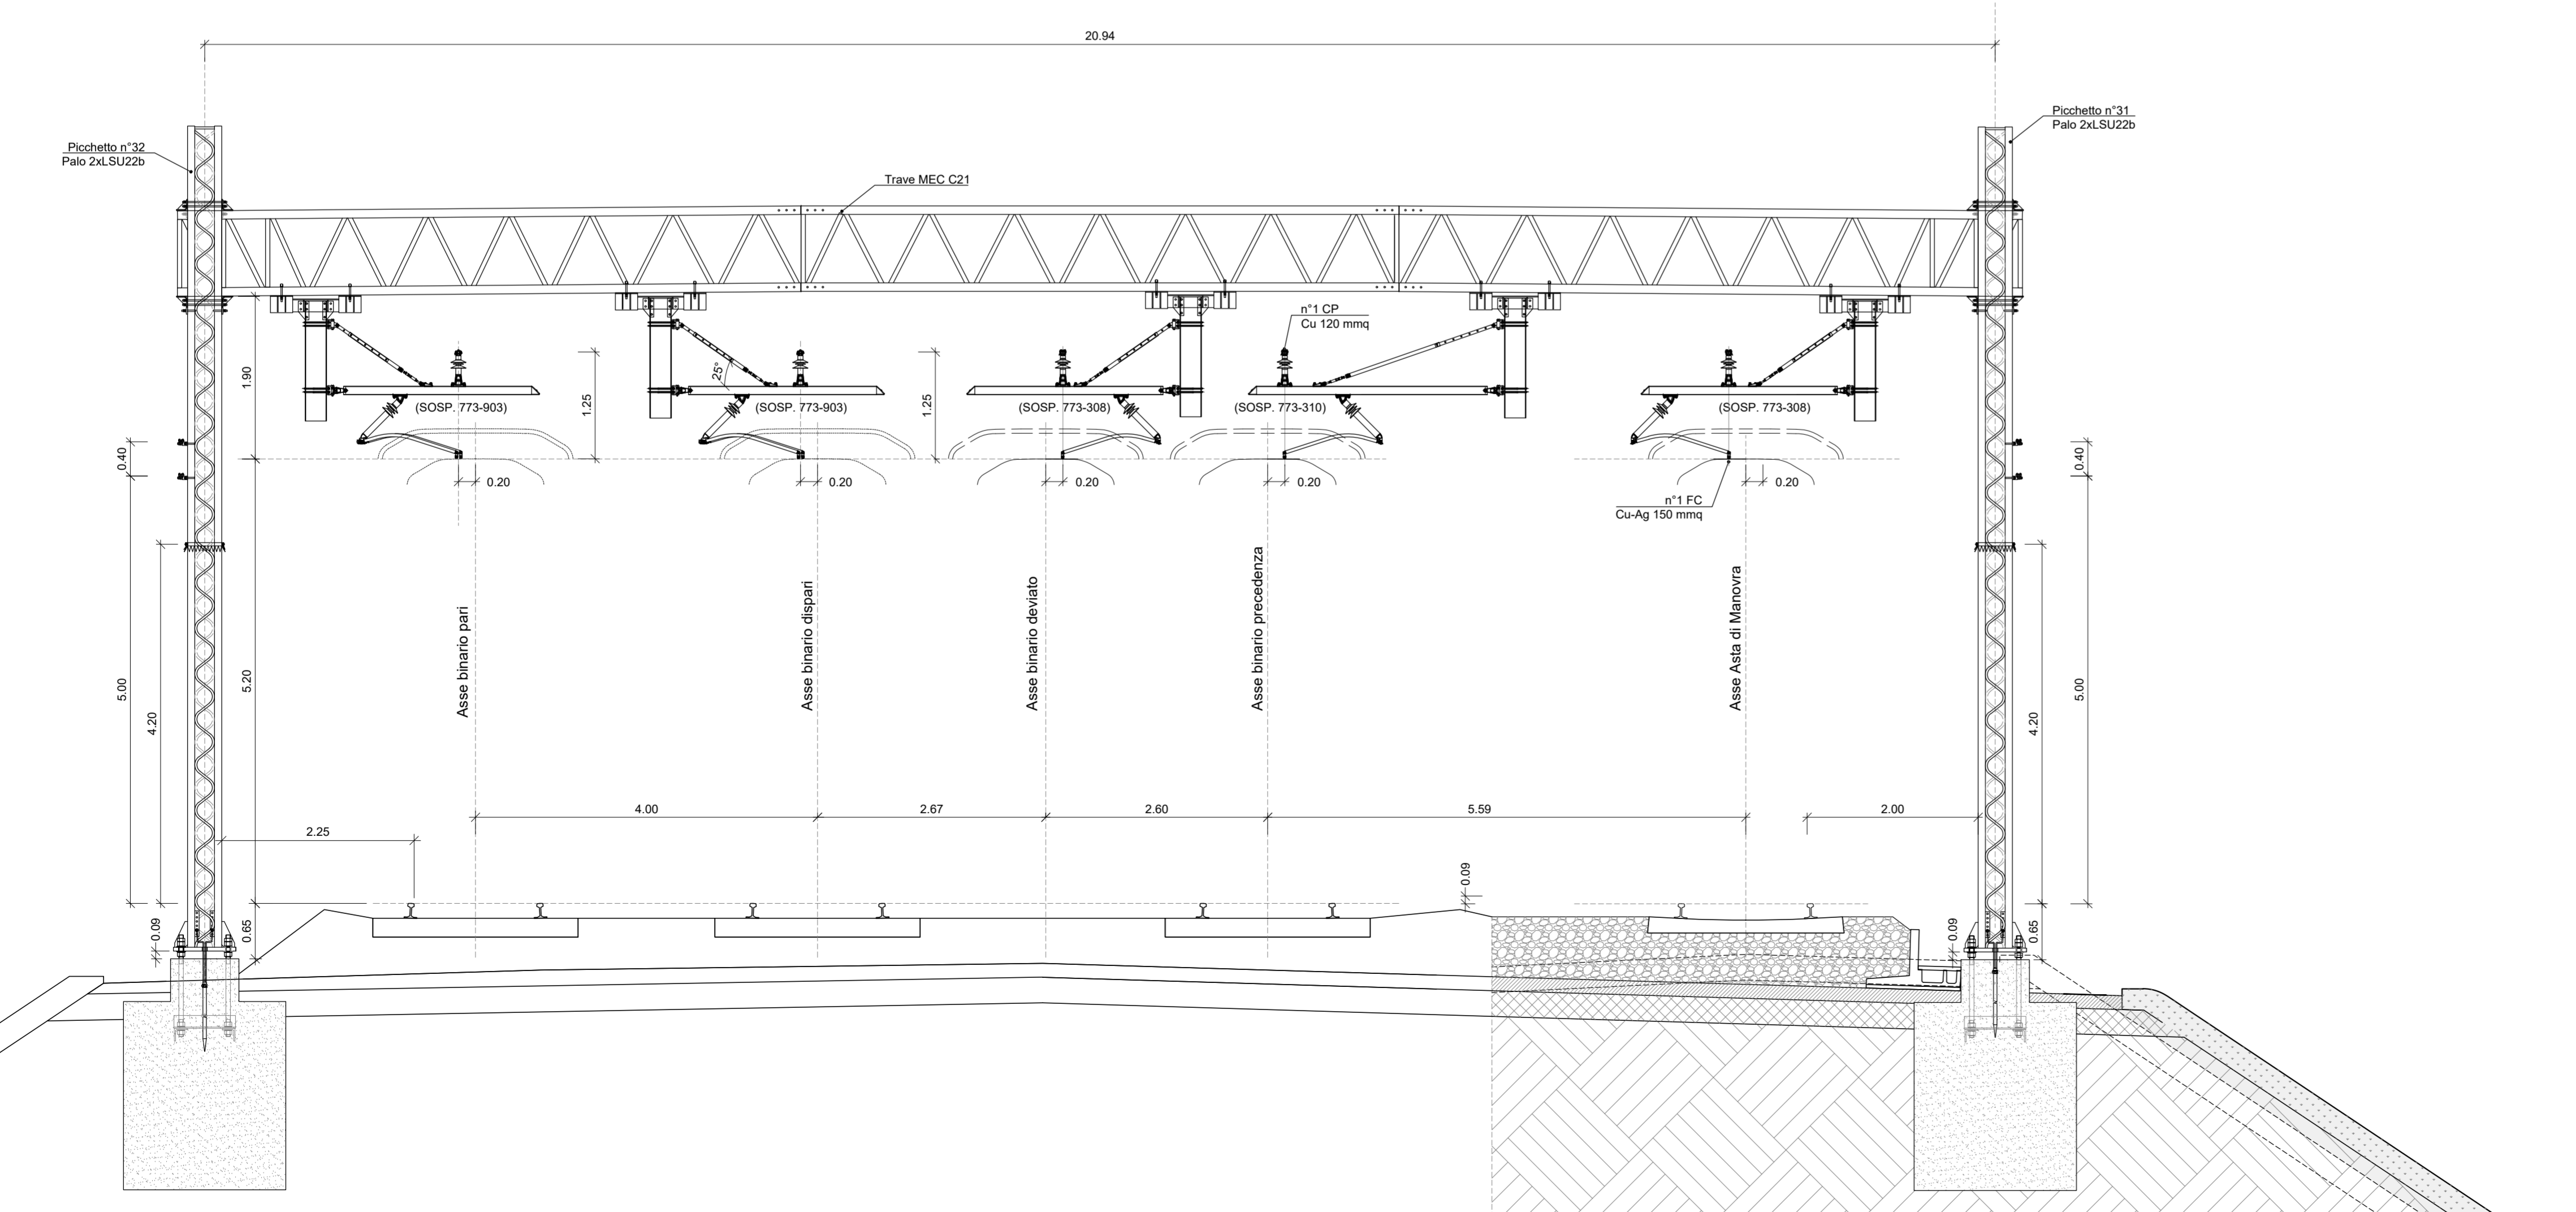 20.94
Picchetto n°32
Palo 2xLSU22b
Picchetto n°31
Palo 2xLSU22b
Trave MEC C21
n°1 CP
Cu 120 mmq
1.90
25°
1.25
1.25
(SOSP. 773-903)
(SOSP. 773-903)
(SOSP. 773-308)
(SOSP. 773-310)
(SOSP. 773-308)
0.40
0.40
0.20
0.20
0.20
0.20
0.20
n°1 FC
Cu-Ag 150 mmq
Asse binario pari
Asse binario dispari
Asse binario deviato
Asse binario precedenza
Asse Asta di Manovra
5.00
4.20
5.20
4.20
5.00
4.00
2.67
2.60
5.59
2.00
2.25
0.09
0.09
0.65
0.09
0.65